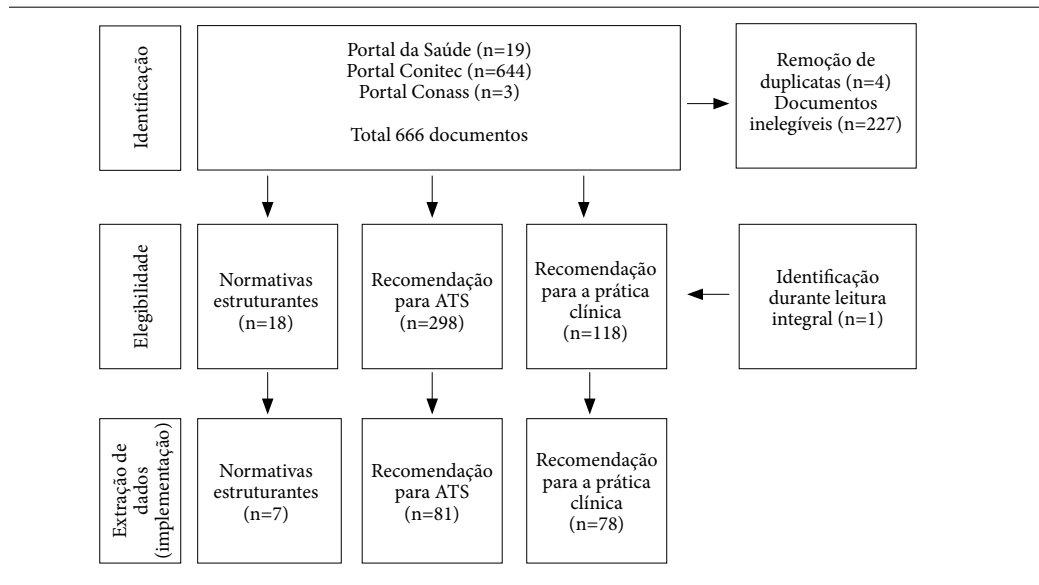 Identificação
Portal da Saúde (n=19)
Portal Conitec (n=644)
Portal Conass (n=3)
Total 666 documentos
Remoção de
duplicatas (n=4)
Documentos
inelegíveis (n=227)
Elegibilidade
Normativas
estruturantes
(n=18)
Recomendação
para ATS
(n=298)
Recomendação
para a prática
clínica
(n=118)
Identificação
durante leitura
integral (n=1)
Extração de
dados
(implementação)
Normativas
estruturantes
(n=7)
Recomendação
para ATS
(n=81)
Recomendação
para a prática
clínica
(n=78)